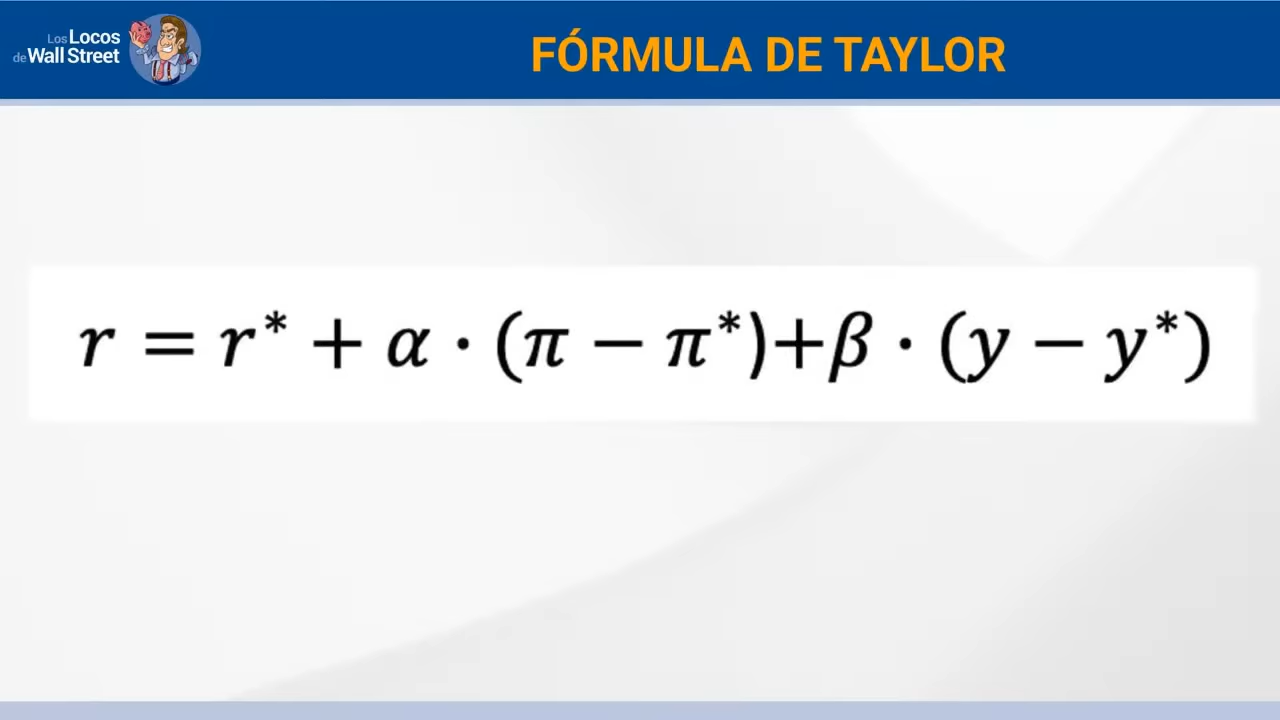 Los Locos
de Wall Street
FÓRMULA DE TAYLOR
r = r* + α · (π − π*)+β · (y − y*)